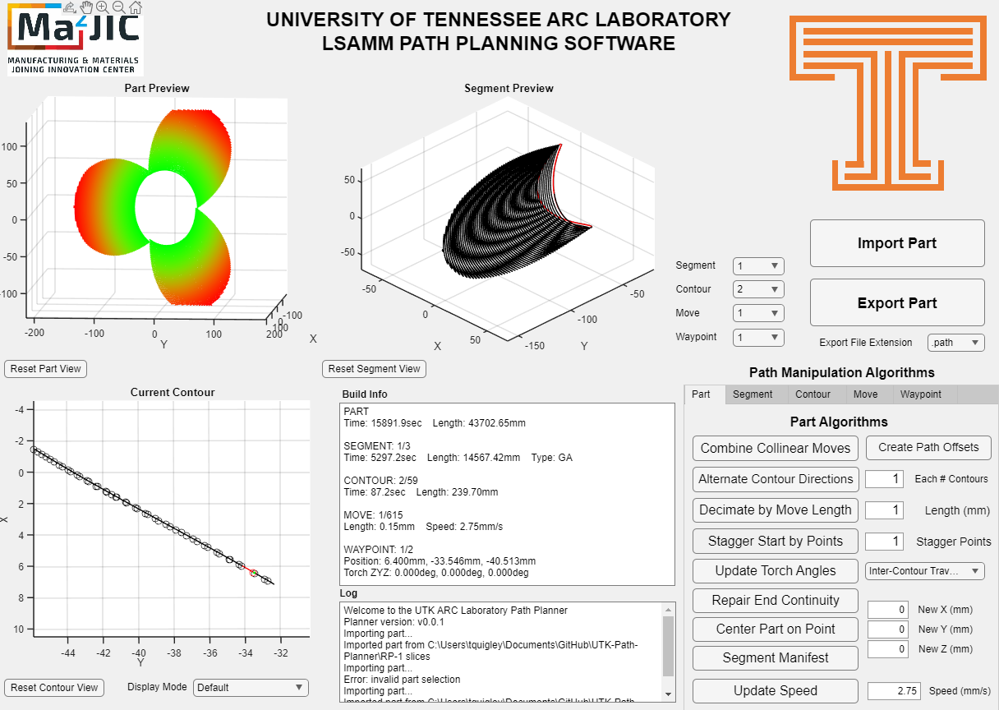 Ma²JIC
MANUFACTURING & MATERIALS
JOINING INNOVATION CENTER
UNIVERSITY OF TENNESSEE ARC LABORATORY
LSAMM PATH PLANNING SOFTWARE
Part Preview
100
50
0
-50
-100
-200
-100
0
100
200
Y
100
0
-100
X
Reset Part View
Segment Preview
50
0
-50
-50
0
50
X
-150
-100
-50
Y
Reset Segment View
Segment 1
Contour 2
Move 1
Waypoint 1
Import Part
Export Part
Export File Extension .path
Current Contour
-4
-2
0
2
4
6
8
10
X
-44
-42
-40
-38
-36
-34
-32
Y
Reset Contour View
Display Mode Default
Build Info
PART
Time: 15891.9sec Length: 43702.65mm
SEGMENT: 1/3
Time: 5297.2sec Length: 14567.42mm Type: GA
CONTOUR: 2/59
Time: 87.2sec Length: 239.70mm
MOVE: 1/615
Length: 0.15mm Speed: 2.75mm/s
WAYPOINT: 1/2
Position: 6.400mm, -33.546mm, -40.513mm
Torch ZYZ: 0.000deg, 0.000deg, 0.000deg
Log
Welcome to the UTK ARC Laboratory Path Planner
Planner version: v0.0.1
Importing part...
Imported part from C:\Users\tquigley\Documents\GitHub\UTK-Path-
Planner\RP-1 slices
Importing part...
Error: invalid part selection
Importing part...
Imported part from C:\Users\tquigley\Documents\GitHub\UTK-Path-
Path Manipulation Algorithms
Part Segment Contour Move Waypoint
Part Algorithms
Combine Collinear Moves Create Path Offsets
Alternate Contour Directions 1 Each # Contours
Decimate by Move Length 1 Length (mm)
Stagger Start by Points 1 Stagger Points
Update Torch Angles Inter-Contour Trav...
Repair End Continuity
Center Part on Point
Segment Manifest
0 New X (mm)
0 New Y (mm)
0 New Z (mm)
Update Speed 2.75 Speed (mm/s)